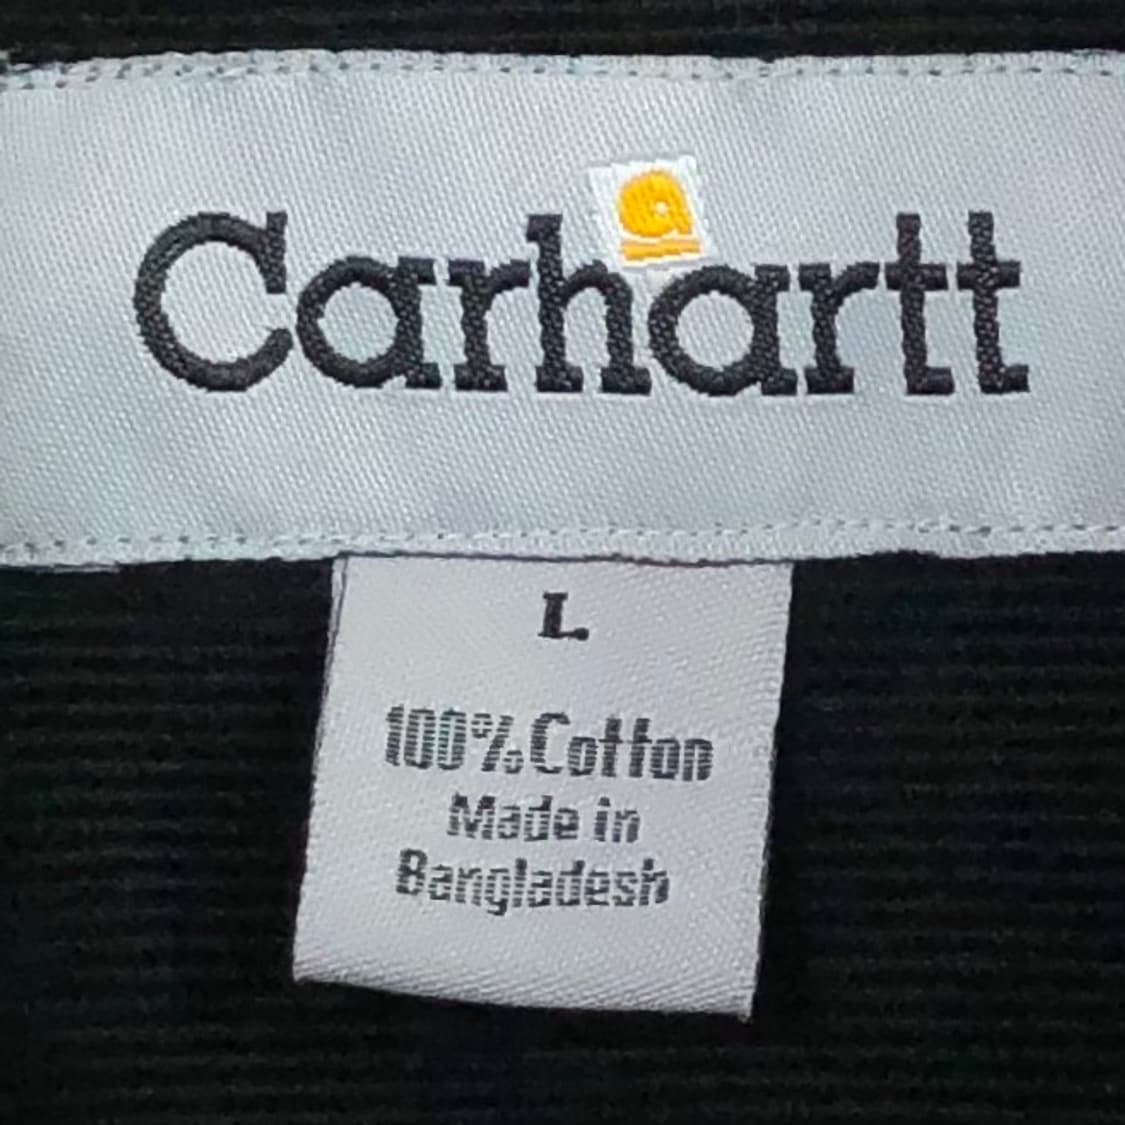 Carhartt
L
100% Cotton
Made in
Bangladesh